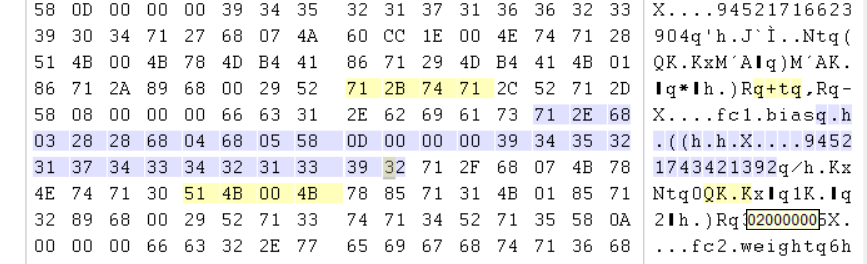 58 0D 00 00 00 39 34 35 32 31 37 31 36 36 32 33 X....94521716623
39 30 34 71 27 68 07 4A 60 CC 1E 00 4E 74 71 28 904q'h.J`Ì..Ntq(
51 4B 00 4B 78 4D B4 41 86 71 29 4D B4 41 4B 01 QK.KxM´A▮q)M´AK.
86 71 2A 89 68 00 29 52 71 2B 74 71 2C 52 71 2D ▮q*▮h.)Rq+tq,Rq-
58 08 00 00 00 66 63 31 2E 62 69 61 73 71 2E 68 X....fc1.biasq.h
03 28 28 68 04 68 05 58 0D 00 00 00 39 34 35 32 .((h.h.X....9452
31 37 34 33 34 32 31 33 39 32 71 2F 68 07 4B 78 1743421392q/h.Kx
4E 74 71 30 51 4B 00 4B 78 85 71 31 4B 01 85 71 Ntq0QK.Kx▮q1K.▮q
32 89 68 00 29 52 71 33 74 71 34 52 71 35 58 0A 2▮h.)Rq 02000000 5X.
00 00 00 66 63 32 2E 77 65 69 67 68 74 71 36 68 ...fc2.weightq6h